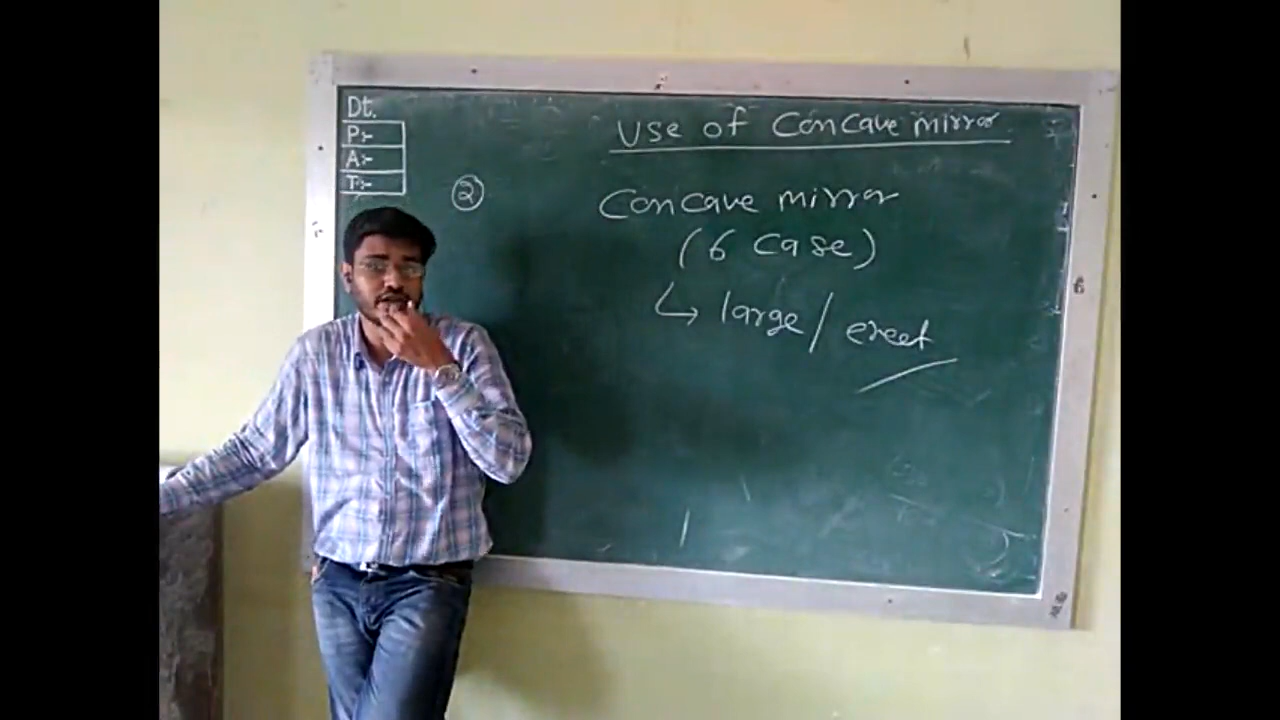 Dt.
P:-
A:-
T:-
Use of Concave mirror
②
Concave mirror
(6 Case)
↳ large/ erect